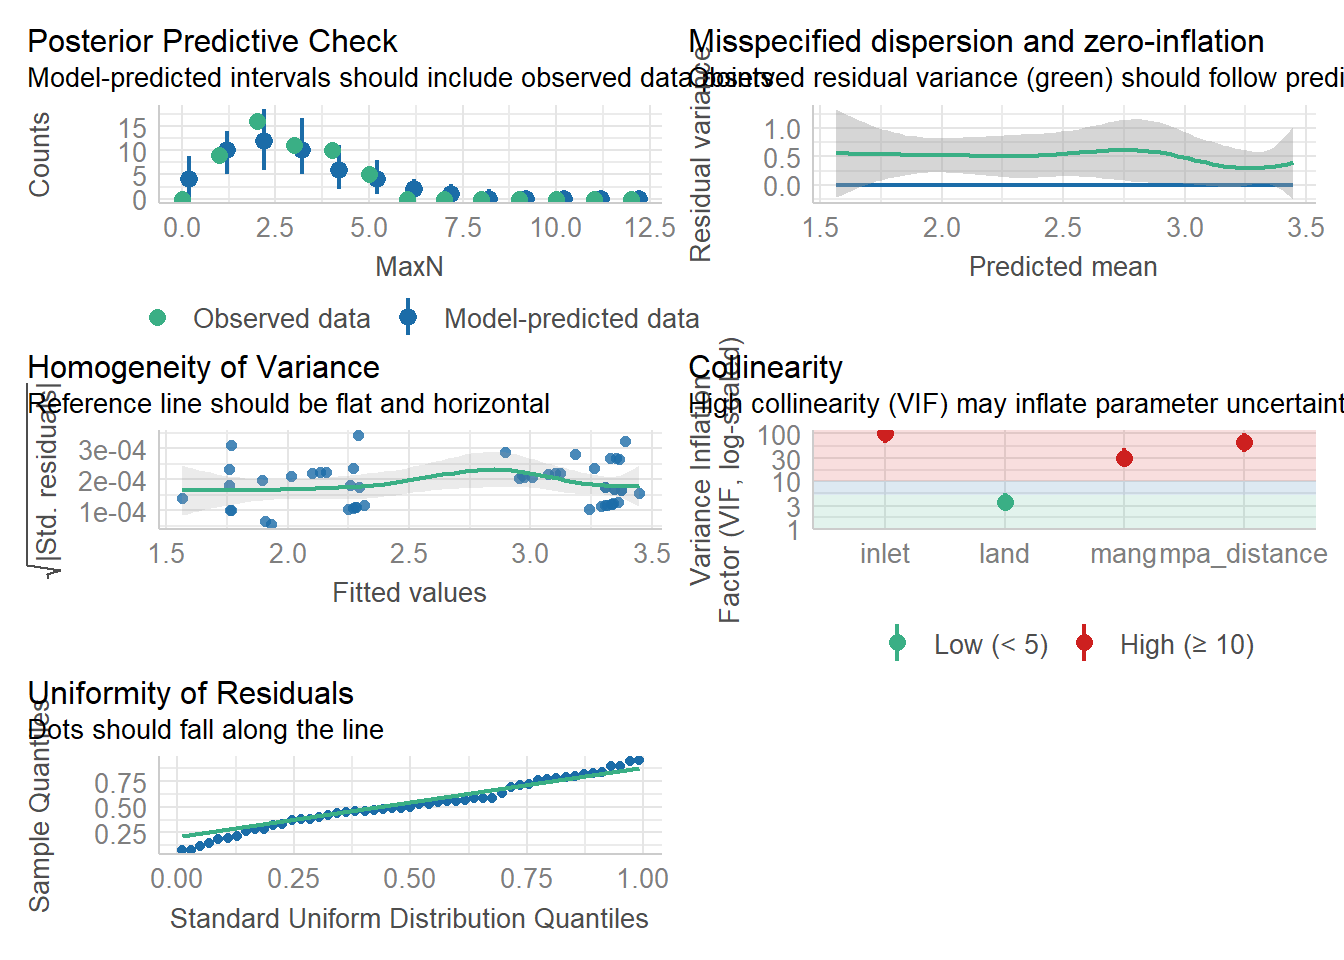 Posterior Predictive Check
Model-predicted intervals should include observed data points
Counts
15
10
5
0
0.0 2.5 5.0 7.5 10.0 12.5
MaxN
Observed data Model-predicted data
Misspecified dispersion and zero-inflation
Observed residual variance (green) should follow predi
Residual variance
1.0
0.5
0.0
1.5 2.0 2.5 3.0 3.5
Predicted mean
Homogeneity of Variance
Reference line should be flat and horizontal
√|Std. residuals|
3e-04
2e-04
1e-04
1.5 2.0 2.5 3.0 3.5
Fitted values
Collinearity
High collinearity (VIF) may inflate parameter uncertaint
Variance Inflation
Factor (VIF, log-scaled)
100
30
10
3
1
inlet land mangmpa_distance
Low (< 5) High (≥ 10)
Uniformity of Residuals
Dots should fall along the line
Sample Quantiles
0.75
0.50
0.25
0.00 0.25 0.50 0.75 1.00
Standard Uniform Distribution Quantiles